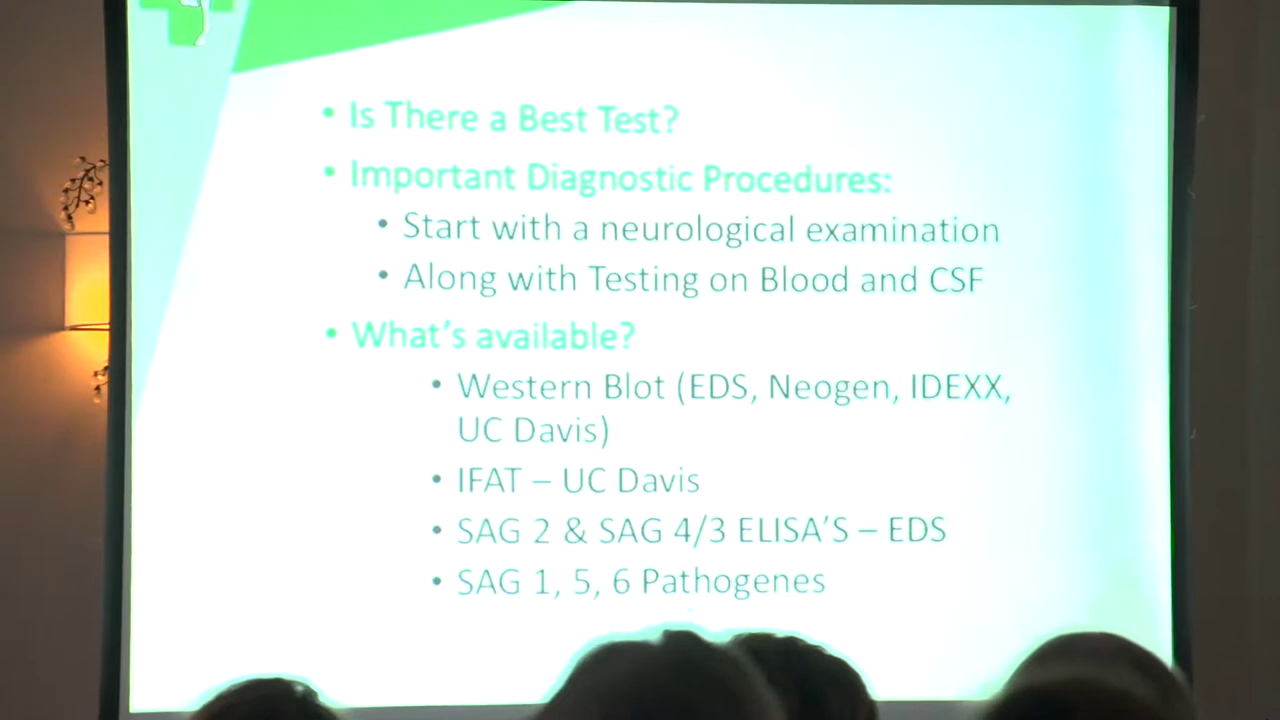 • Is There a Best Test?
• Important Diagnostic Procedures:
• Start with a neurological examination
• Along with Testing on Blood and CSF
• What's available?
• Western Blot (EDS, Neogen, IDEXX,
UC Davis)
• IFAT – UC Davis
• SAG 2 & SAG 4/3 ELISA'S – EDS
• SAG 1, 5, 6 Pathogenes